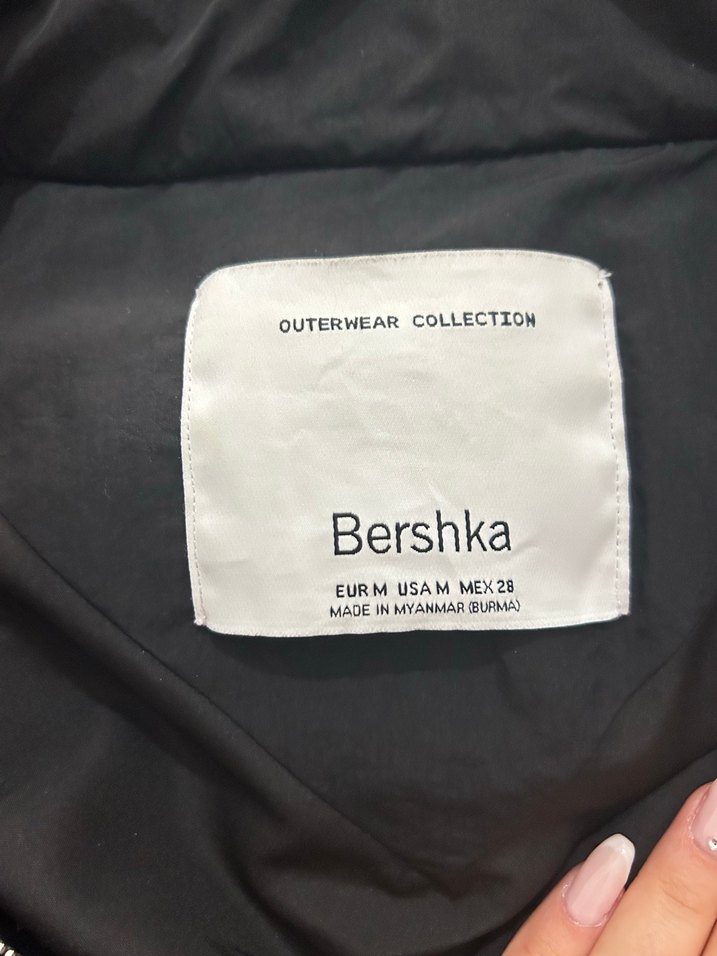 OUTERWEAR COLLECTION
Bershka
EUR M USA M MEX 28
MADE IN MYANMAR (BURMA)